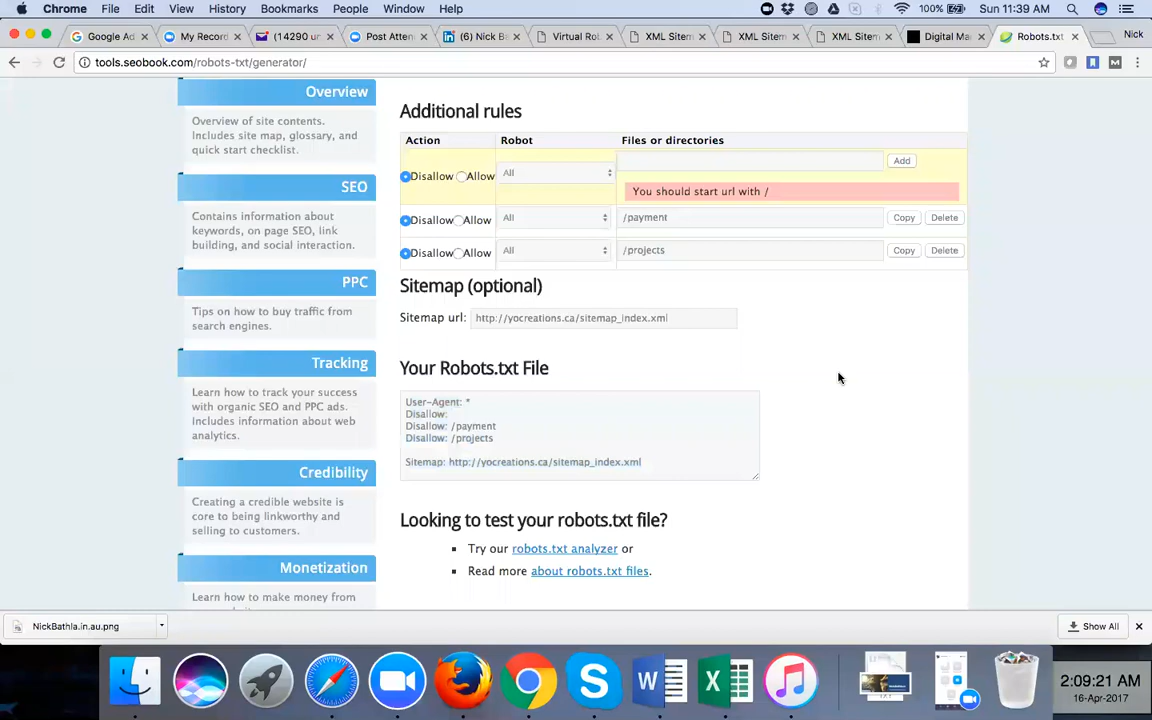 Chrome File Edit View History Bookmarks People Window Help 100% Sun 11:39 AM
Google Ad My Record (14290 un Post Atten (6) Nick Ba Virtual Ro XML Sitem XML Sitem XML Sitem Digital Ma Robots.txt Nick
tools.seobook.com/robots-txt/generator/
Overview
Overview of site contents.
Includes site map, glossary, and
quick start checklist.
SEO
Contains information about
keywords, on page SEO, link
building, and social interaction.
PPC
Tips on how to buy traffic from
search engines.
Tracking
Learn how to track your success
with organic SEO and PPC ads.
Includes information about web
analytics.
Credibility
Creating a credible website is
core to being linkworthy and
selling to customers.
Monetization
Learn how to make money from
Additional rules
Action Robot Files or directories
Disallow Allow All Add
You should start url with /
Disallow Allow All /payment Copy Delete
Disallow Allow All /projects Copy Delete
Sitemap (optional)
Sitemap url: http://yocreations.ca/sitemap_index.xml
Your Robots.txt File
User-Agent: *
Disallow:
Disallow: /payment
Disallow: /projects
Sitemap: http://yocreations.ca/sitemap_index.xml
Looking to test your robots.txt file?
Try our robots.txt analyzer or
Read more about robots.txt files.
NickBathla.in.au.png Show All
2:09:21 AM
16-Apr-2017